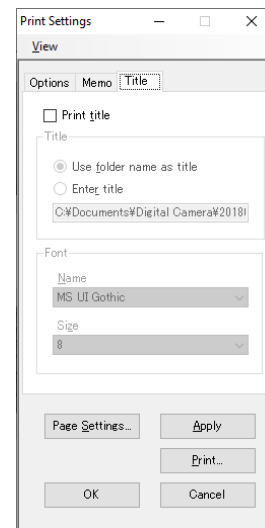 Print Settings
View
Options Memo Title
Print title
Title
Use folder name as title
Enter title
C:¥Documents¥Digital Camera¥2018
Font
Name
MS UI Gothic
Size
8
Page Settings... Apply
Print...
OK Cancel